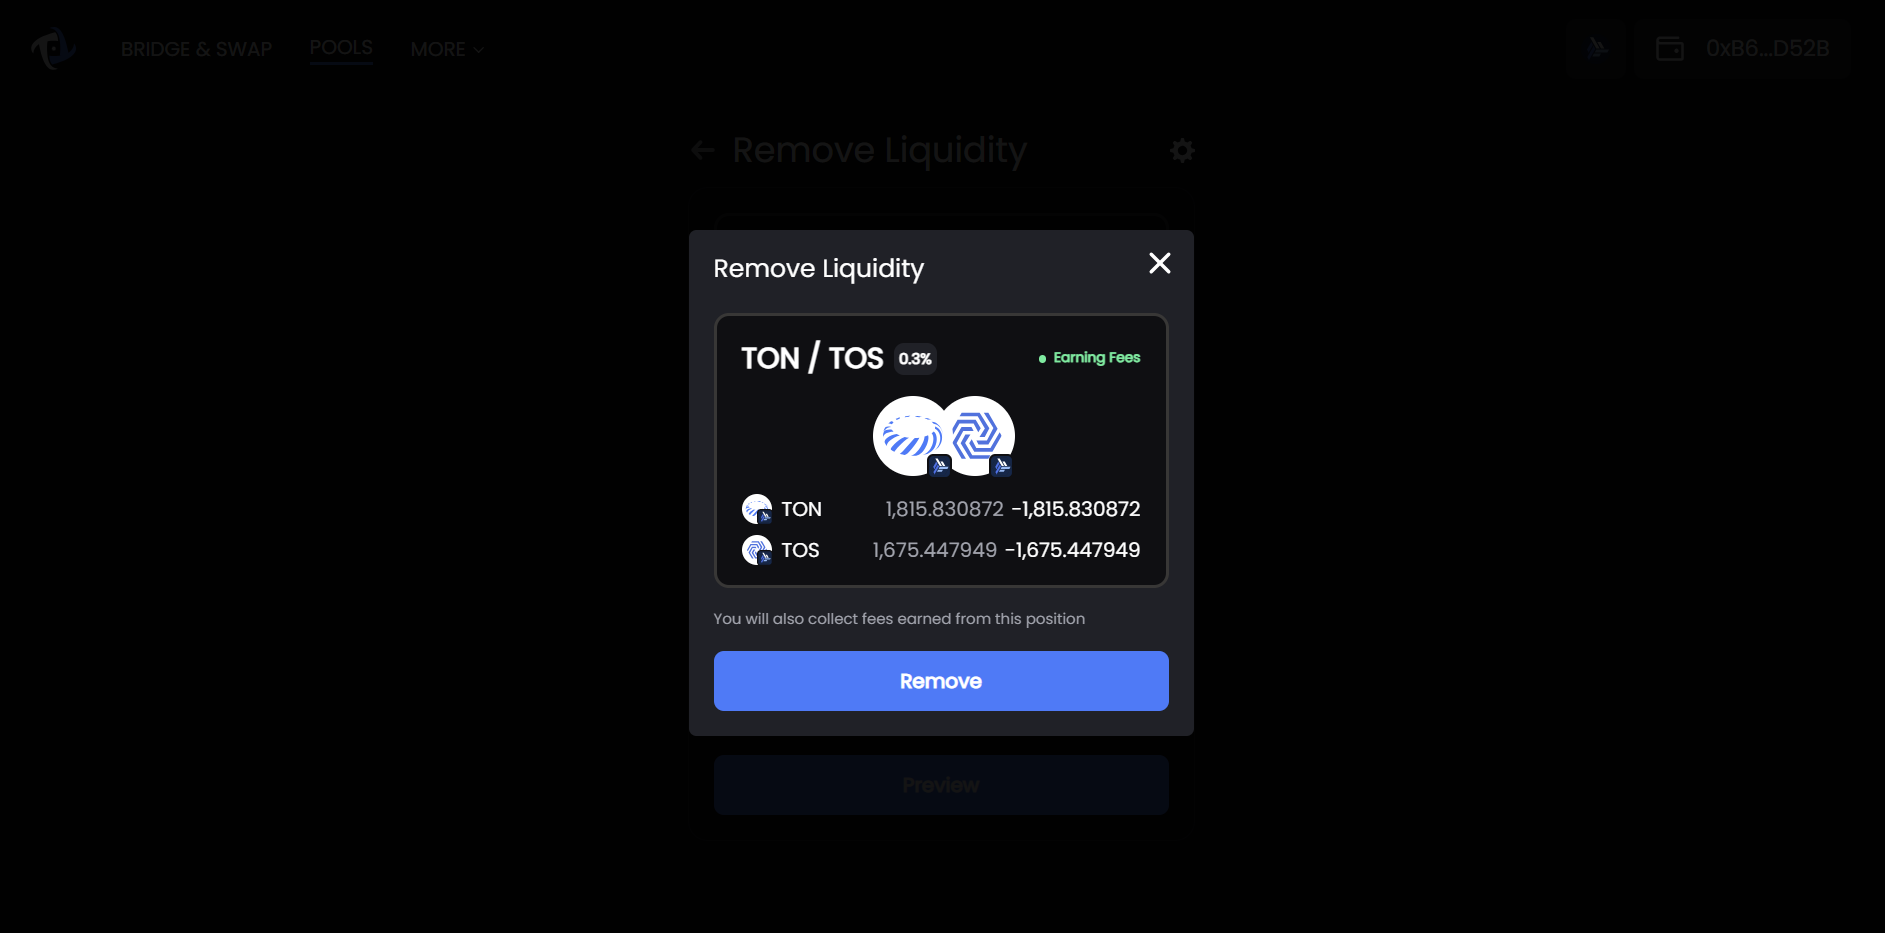 BRIDGE & SWAP POOLS MORE 0xB6...D52B
Remove Liquidity
Remove Liquidity
TON / TOS 0.3% Earning Fees
TON 1,815.830872 -1,815.830872
TOS 1,675.447949 -1,675.447949
You will also collect fees earned from this position
Remove
Preview